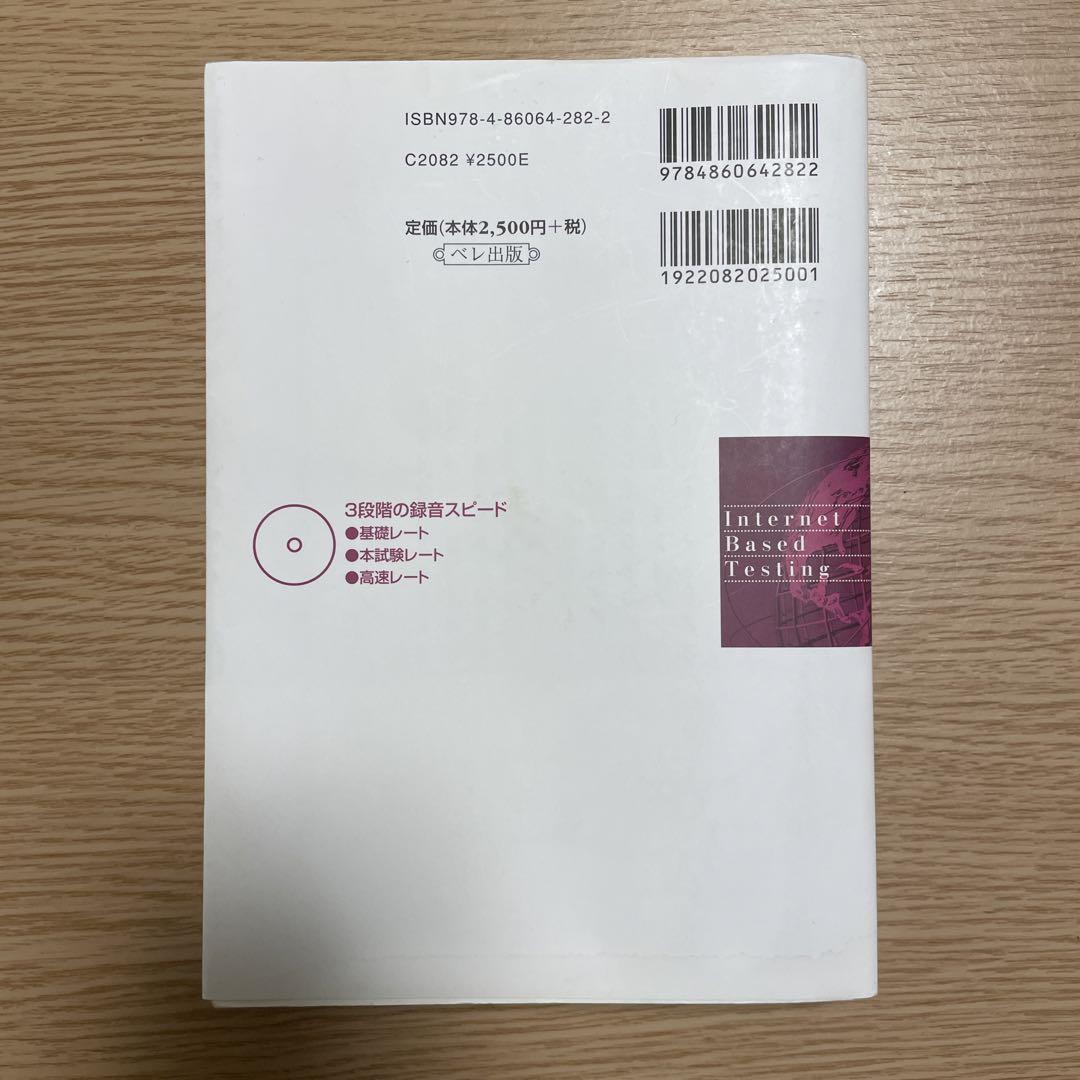 ISBN978-4-86064-282-2
C2082 ¥2500E
9784860642822
定価(本体2,500円+税)
ベレ出版
1922082025001
3段階の録音スピード
●基礎レート
●本試験レート
●高速レート
Internet
Based
Testing